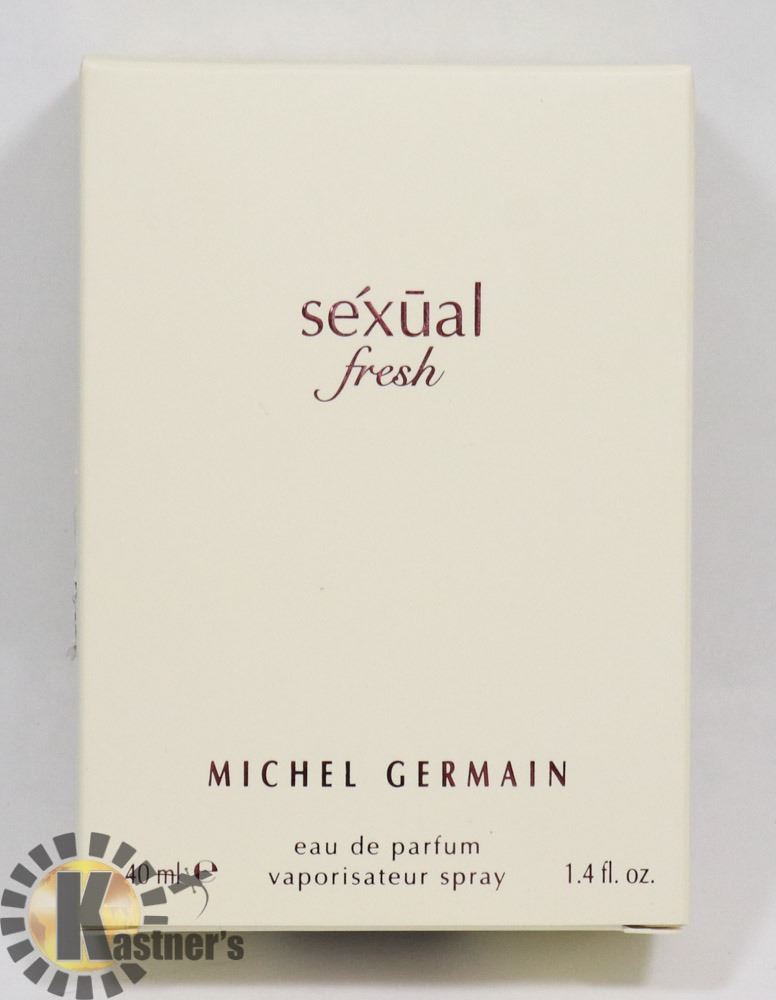 séxūal
fresh
MICHEL GERMAIN
eau de parfum
40 ml ℮ vaporisateur spray 1.4 fl. oz.
Kastner's